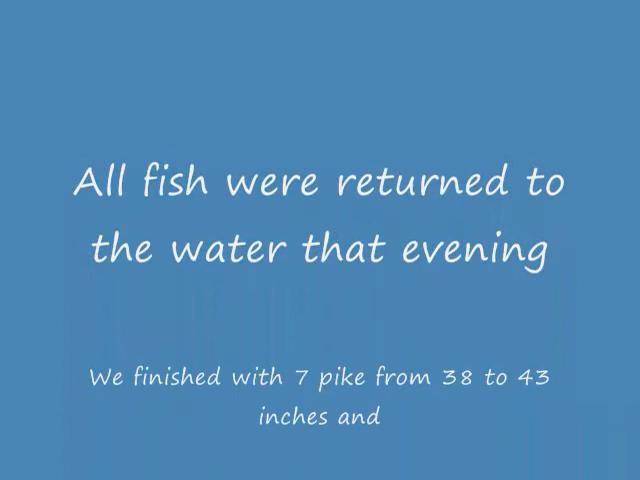 All fish were returned to
the water that evening
We finished with 7 pike from 38 to 43
inches and